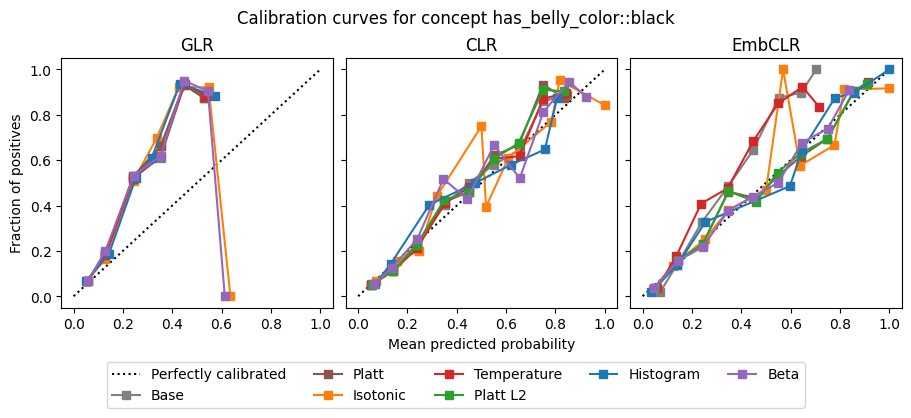 Calibration curves for concept has_belly_color::black
GLR
CLR
EmbCLR
Fraction of positives
1.0
0.8
0.6
0.4
0.2
0.0
0.0 0.2 0.4 0.6 0.8 1.0
0.0 0.2 0.4 0.6 0.8 1.0
0.0 0.2 0.4 0.6 0.8 1.0
Mean predicted probability
Perfectly calibrated Platt Temperature Histogram Beta
Base Isotonic Platt L2